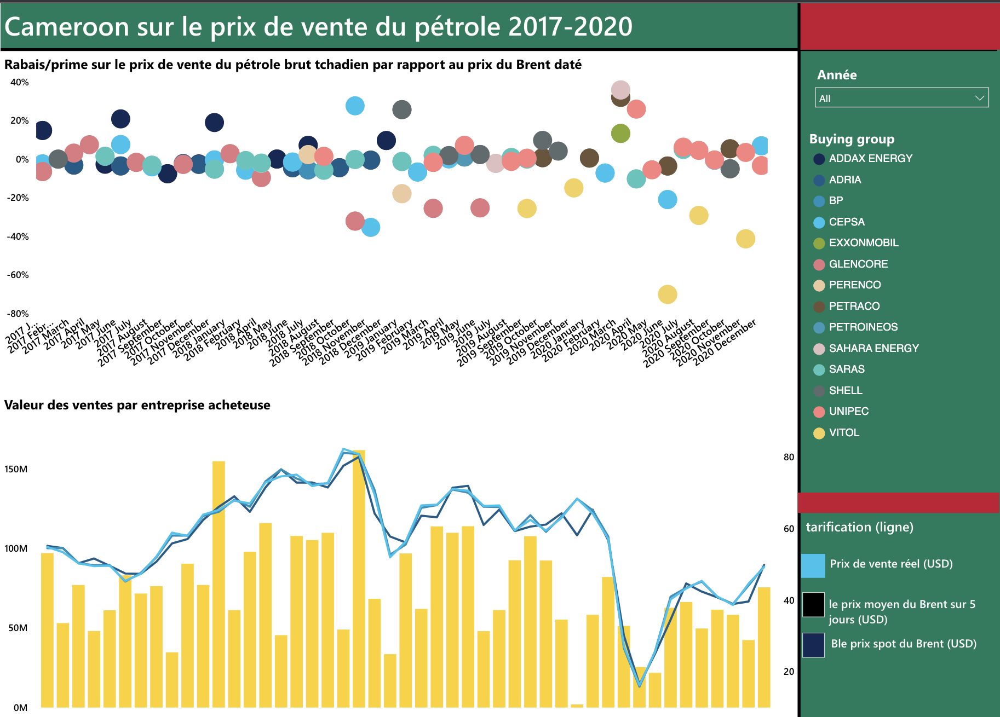 Cameroon sur le prix de vente du pétrole 2017-2020
Rabais/prime sur le prix de vente du pétrole brut tchadien par rapport au prix du Brent daté
40%
20%
0%
-20%
-40%
-60%
-80%
2017 J...
2017 Febr...
2017 March
2017 April
2017 May
2017 June
2017 July
2017 August
2017 September
2017 October
2017 November
2017 December
2018 January
2018 February
2018 April
2018 May
2018 June
2018 July
2018 August
2018 September
2018 October
2018 November
2018 December
2019 January
2019 February
2019 March
2019 April
2019 May
2019 June
2019 July
2019 August
2019 September
2019 October
2019 November
2019 December
2020 January
2020 February
2020 March
2020 April
2020 May
2020 June
2020 July
2020 August
2020 September
2020 October
2020 November
2020 December
Valeur des ventes par entreprise acheteuse
150M
100M
50M
0M
80
60
40
20
Année
All
Buying group
ADDAX ENERGY
ADRIA
BP
CEPSA
EXXONMOBIL
GLENCORE
PERENCO
PETRACO
PETROINEOS
SAHARA ENERGY
SARAS
SHELL
UNIPEC
VITOL
tarification (ligne)
Prix de vente réel (USD)
le prix moyen du Brent sur 5
jours (USD)
Ble prix spot du Brent (USD)